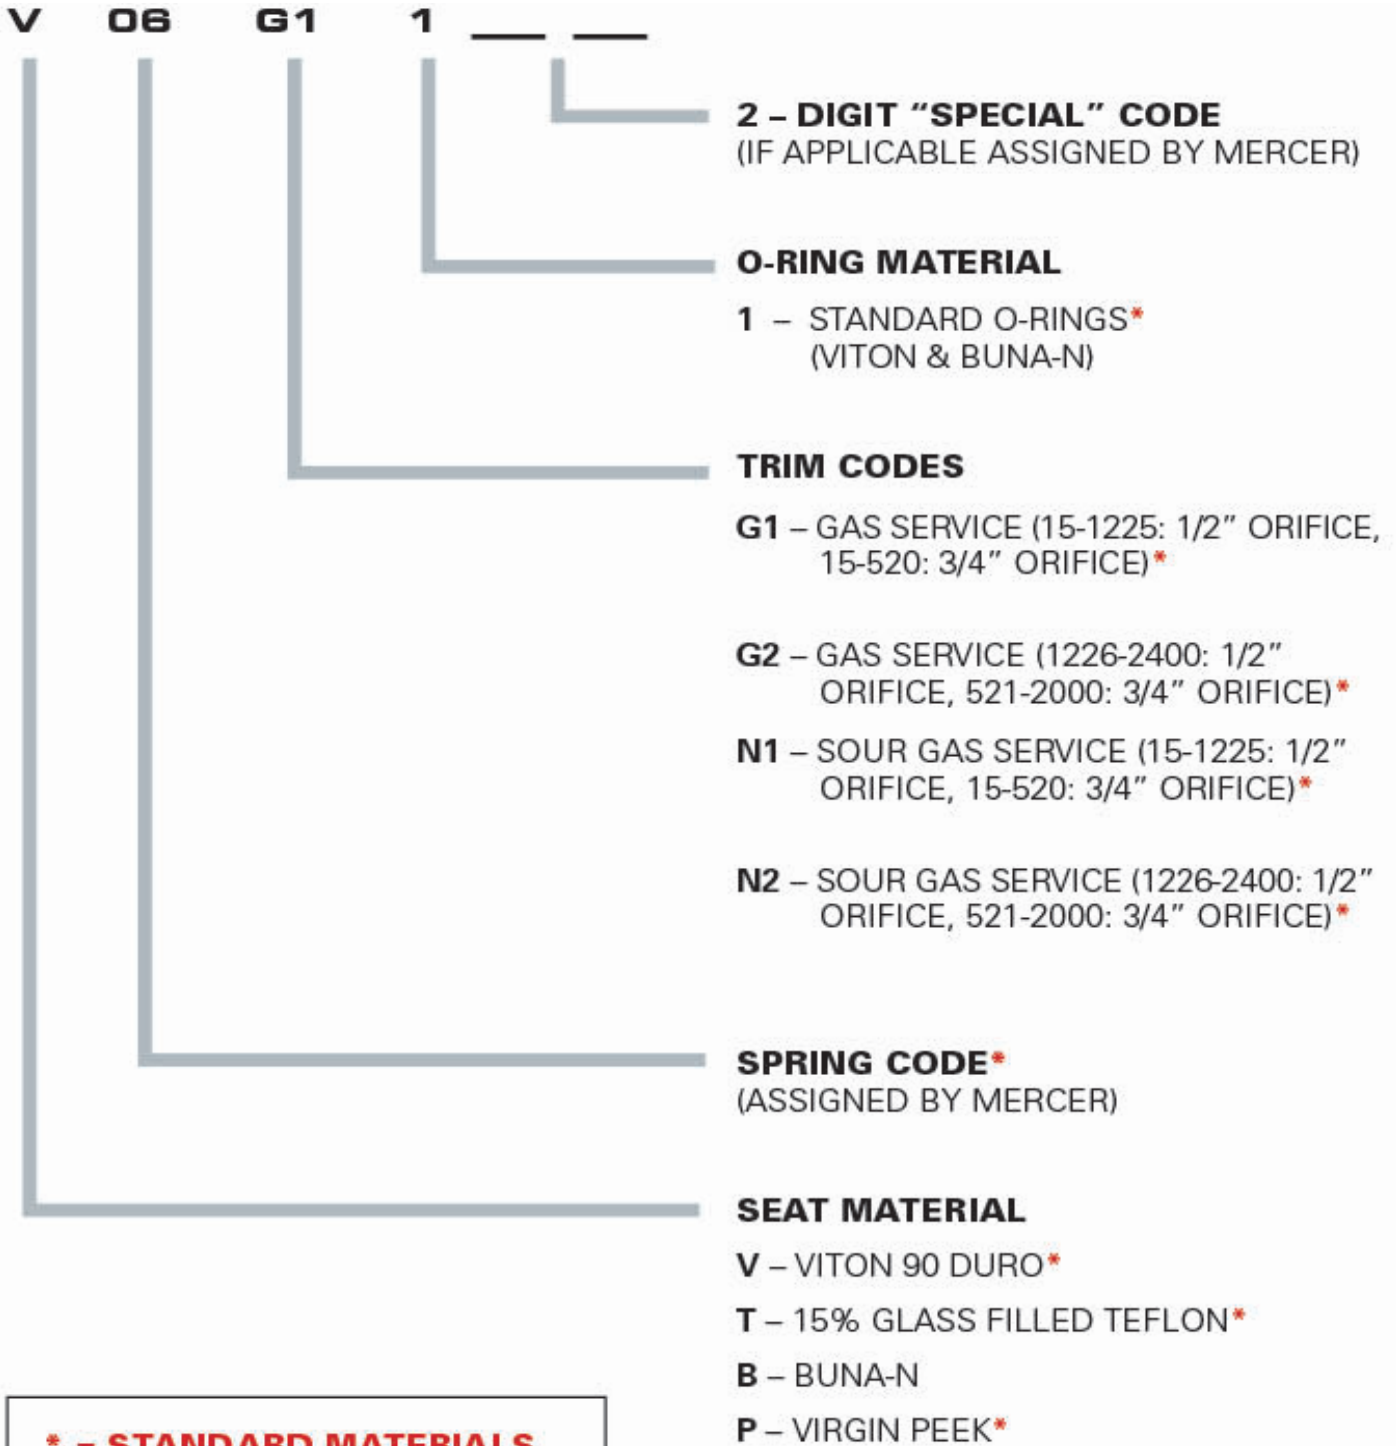 V 06 G1 1 ___ ___
2 – DIGIT “SPECIAL” CODE
(IF APPLICABLE ASSIGNED BY MERCER)
O-RING MATERIAL
1 – STANDARD O-RINGS*
(VITON & BUNA-N)
TRIM CODES
G1 – GAS SERVICE (15-1225: 1/2” ORIFICE,
15-520: 3/4” ORIFICE)*
G2 – GAS SERVICE (1226-2400: 1/2”
ORIFICE, 521-2000: 3/4” ORIFICE)*
N1 – SOUR GAS SERVICE (15-1225: 1/2”
ORIFICE, 15-520: 3/4” ORIFICE)*
N2 – SOUR GAS SERVICE (1226-2400: 1/2”
ORIFICE, 521-2000: 3/4” ORIFICE)*
SPRING CODE*
(ASSIGNED BY MERCER)
SEAT MATERIAL
V – VITON 90 DURO*
T – 15% GLASS FILLED TEFLON*
B – BUNA-N
P – VIRGIN PEEK*
* – STANDARD MATERIALS